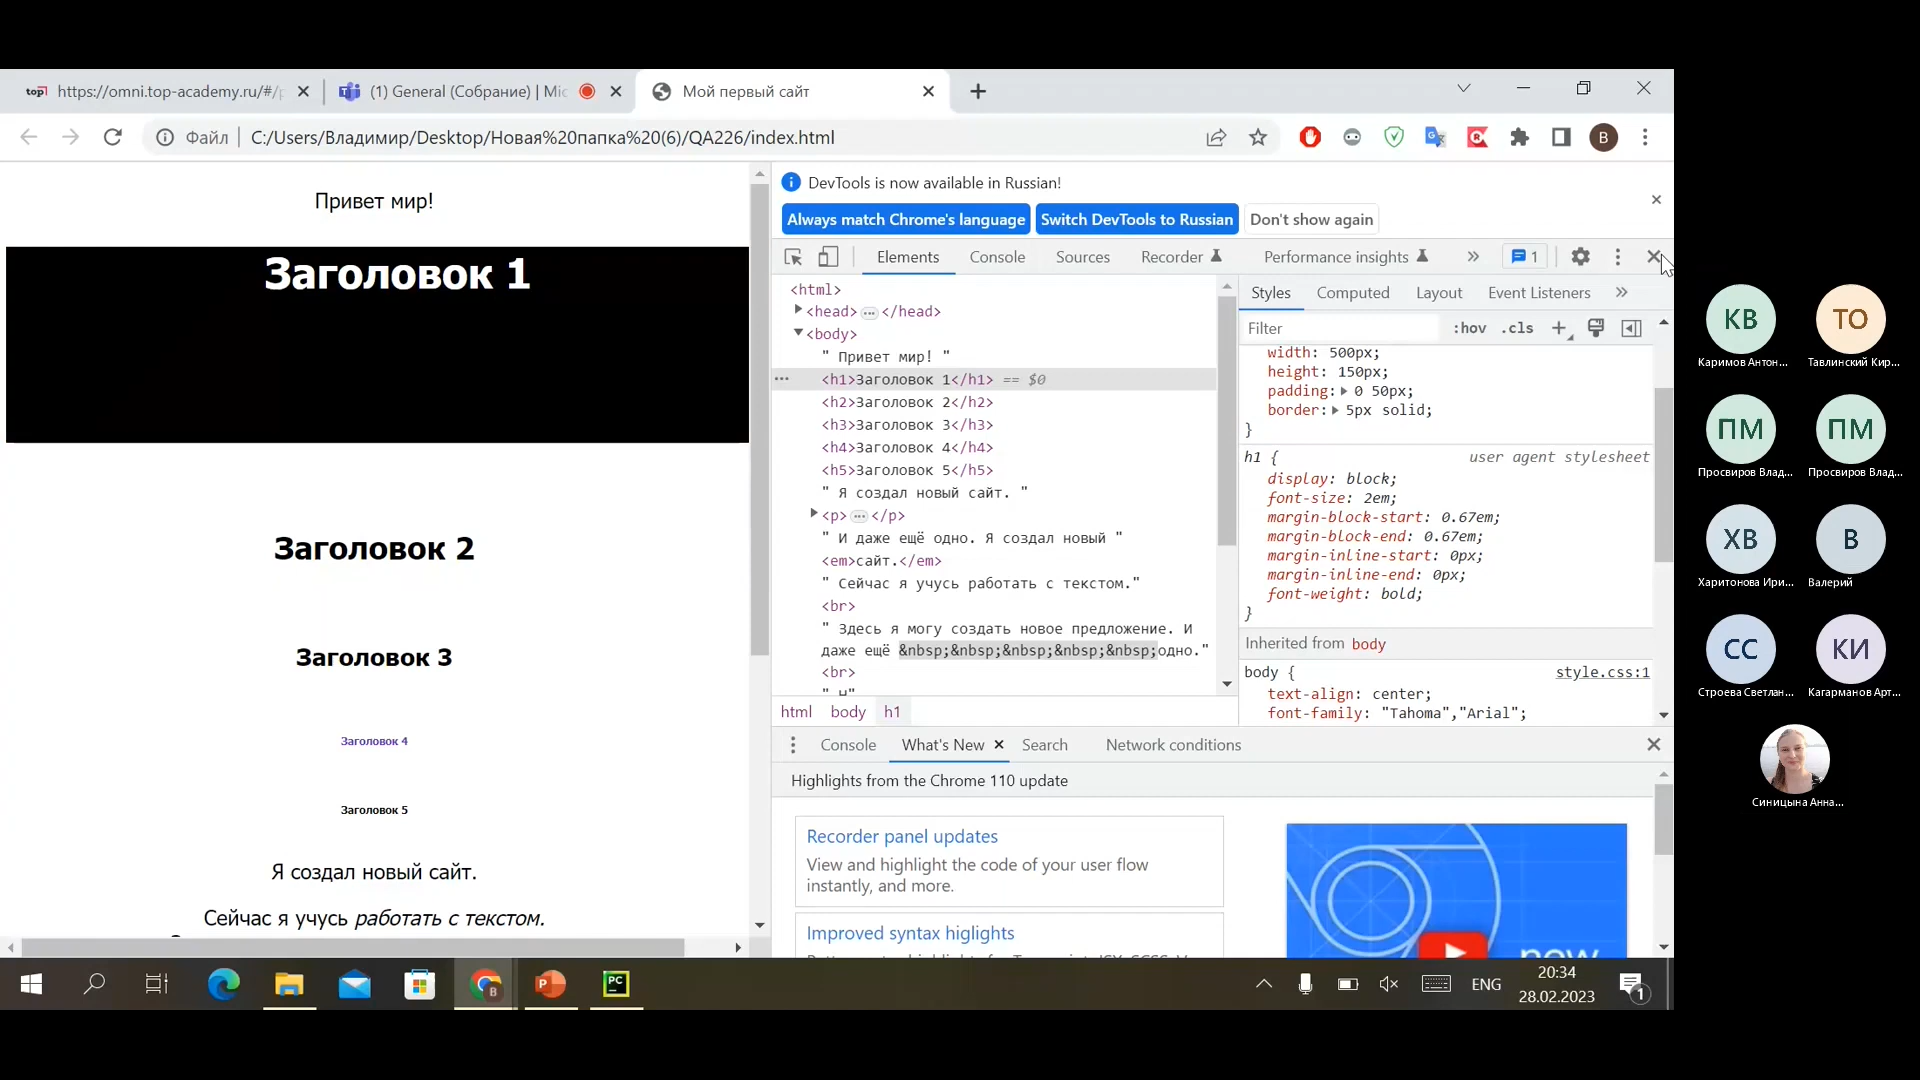 top
https://omni.top-academy.ru/#/p
(1) General (Собрание) | Mic
Мой первый сайт
Файл
C:/Users/Владимир/Desktop/Новая%20папка%20(6)/QA226/index.html
B
Привет мир!
Заголовок 1
Заголовок 2
Заголовок 3
Заголовок 4
Заголовок 5
Я создал новый сайт.
Сейчас я учусь работать с текстом.
DevTools is now available in Russian!
Always match Chrome's language
Switch DevTools to Russian
Don't show again
Elements
Console
Sources
Recorder
Performance insights
1
<html>
<head> … </head>
<body>
" Привет мир! "
<h1>Заголовок 1</h1> == $0
<h2>Заголовок 2</h2>
<h3>Заголовок 3</h3>
<h4>Заголовок 4</h4>
<h5>Заголовок 5</h5>
" Я создал новый сайт. "
<p> … </p>
" И даже ещё одно. Я создал новый "
<em>сайт.</em>
" Сейчас я учусь работать с текстом."
<br>
" Здесь я могу создать новое предложение. И
даже ещё &nbsp;&nbsp;&nbsp;&nbsp;&nbsp;одно."
<br>
html body h1
Styles
Computed
Layout
Event Listeners
Filter
:hov .cls
width: 500px;
height: 150px;
padding: 0 50px;
border: 5px solid;
}
h1 { user agent stylesheet
display: block;
font-size: 2em;
margin-block-start: 0.67em;
margin-block-end: 0.67em;
margin-inline-start: 0px;
margin-inline-end: 0px;
font-weight: bold;
}
Inherited from body
body { style.css:1
text-align: center;
font-family: "Tahoma","Arial";
Console
What's New
Search
Network conditions
Highlights from the Chrome 110 update
Recorder panel updates
View and highlight the code of your user flow
instantly, and more.
Improved syntax higlights
new
КВ
Каримов Антон...
ТО
Тавлинский Кир...
ПМ
Просвиров Влад...
ПМ
Просвиров Влад...
ХВ
Харитонова Ири...
В
Валерий
СС
Строева Светлан...
КИ
Кагарманов Арт...
Синицына Анна...
PC
ENG
20:34
28.02.2023
1